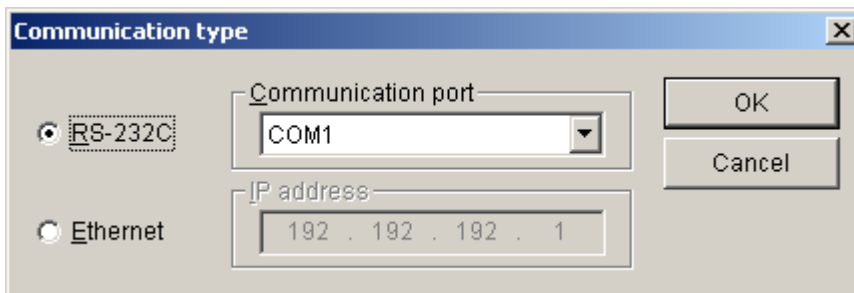 Communication type
Communication port
OK
RS-232C
COM1
Cancel
IP address
Ethernet
192 . 192 . 192 . 1